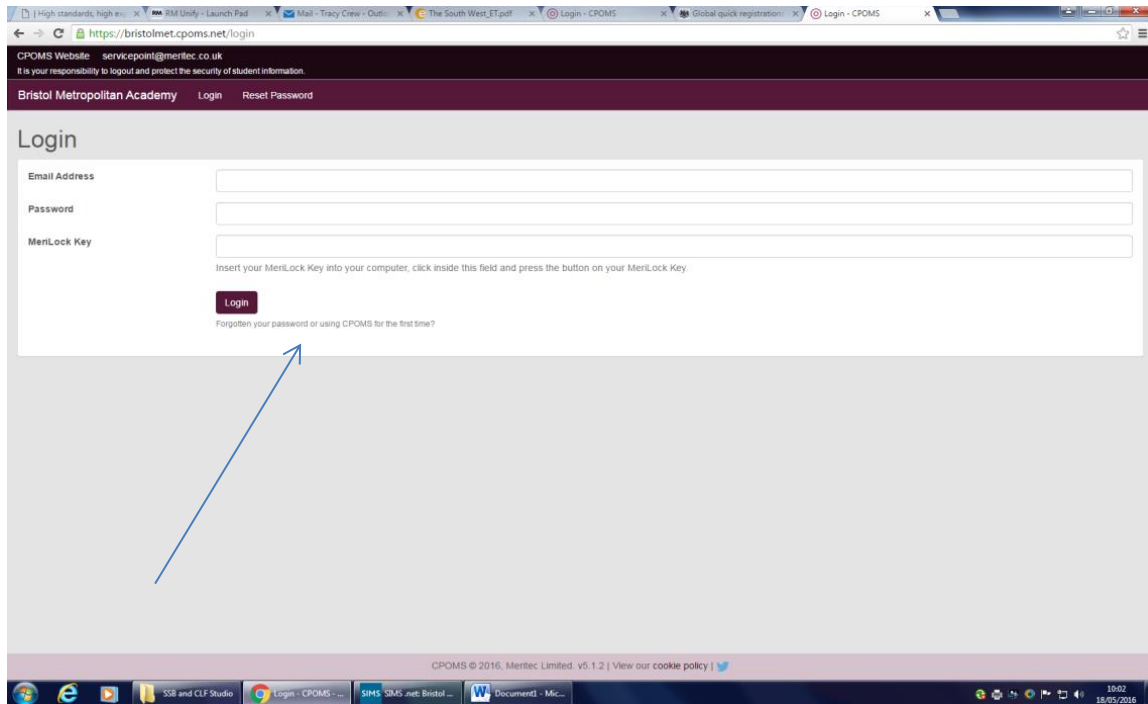 | High standards, high ex
RM Unify - Launch Pad
Mail - Tracy Crew - Outlo
The South West_ET.pdf
Login - CPOMS
Global quick registration:
Login - CPOMS
https://bristolmet.cpoms.net/login
CPOMS Website servicepoint@meritec.co.uk
It is your responsibility to logout and protect the security of student information.
Bristol Metropolitan Academy Login Reset Password
Login
Email Address
Password
MeriLock Key
Insert your MeriLock Key into your computer, click inside this field and press the button on your MeriLock Key.
Login
Forgotten your password or using CPOMS for the first time?
CPOMS © 2016, Meritec Limited. v5.1.2 | View our cookie policy |
SSB and CLF Studio
Login - CPOMS - ...
SIMS SIMS .net: Bristol ...
Document1 - Mic...
10:02
18/05/2016